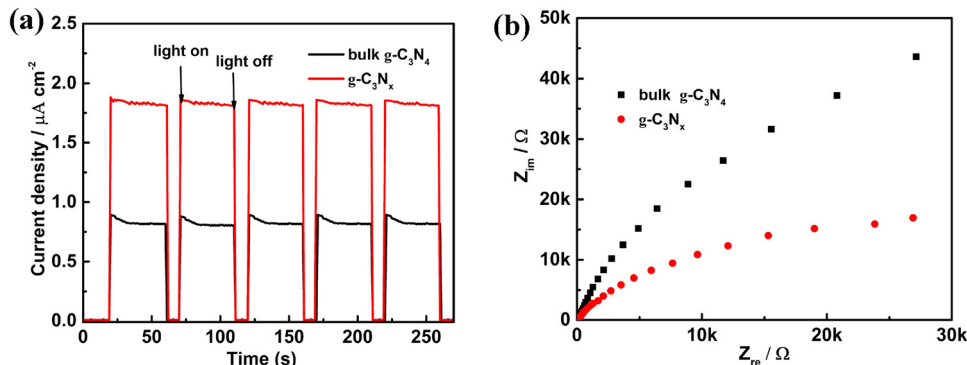 (a)
2.5
2.0
1.5
1.0
0.5
0.0
Current density / μA cm⁻²
light on
light off
bulk g-C₃N₄
g-C₃Nₓ
0
50
100
150
200
250
Time (s)
(b)
50k
40k
30k
20k
10k
0
Z_im / Ω
bulk g-C₃N₄
g-C₃Nₓ
0
10k
20k
30k
Z_re / Ω